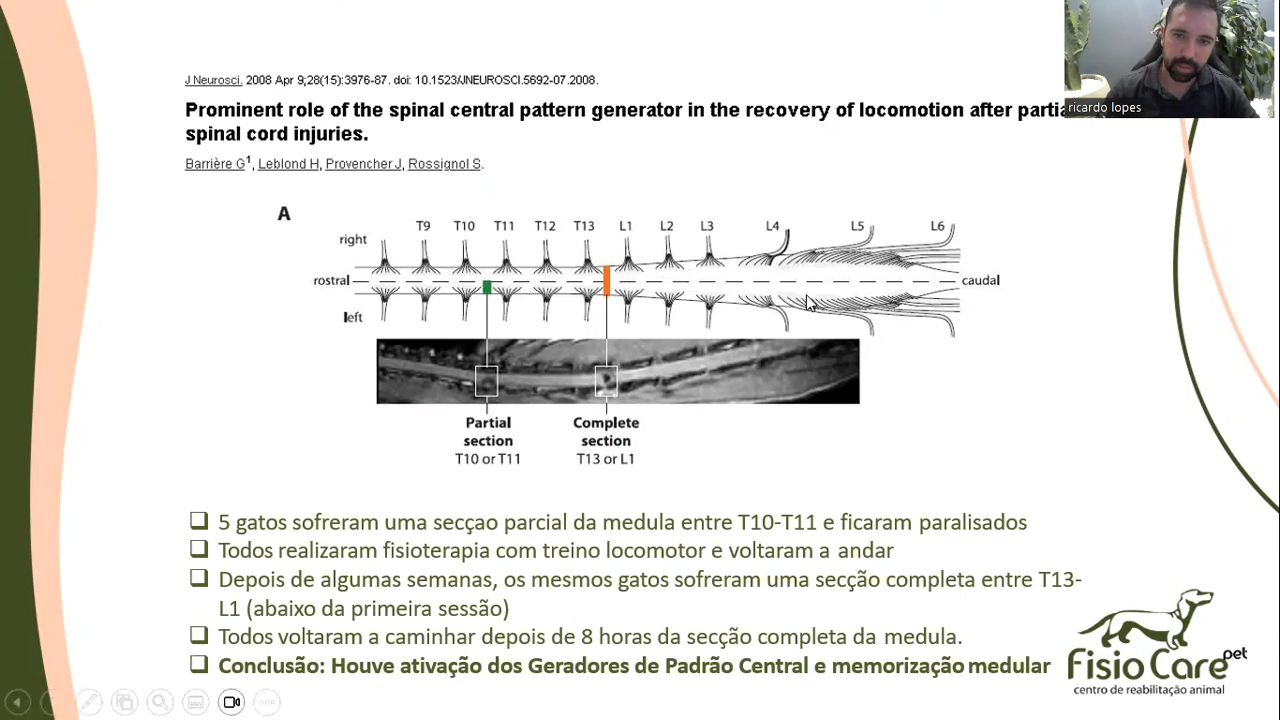 J Neurosci. 2008 Apr 9;28(15):3976-87. doi: 10.1523/JNEUROSCI.5692-07.2008.
Prominent role of the spinal central pattern generator in the recovery of locomotion after partia
spinal cord injuries.
Barrière G1, Leblond H, Provencher J, Rossignol S.
ricardo lopes
A
T9 T10 T11 T12 T13 L1 L2 L3 L4 L5 L6
right
rostral
caudal
left
Partial
section
T10 or T11
Complete
section
T13 or L1
5 gatos sofreram uma secçao parcial da medula entre T10-T11 e ficaram paralisados
Todos realizaram fisioterapia com treino locomotor e voltaram a andar
Depois de algumas semanas, os mesmos gatos sofreram uma secção completa entre T13-
L1 (abaixo da primeira sessão)
Todos voltaram a caminhar depois de 8 horas da secção completa da medula.
Conclusão: Houve ativação dos Geradores de Padrão Central e memorização medular
FisioCare pet
centro de reabilitação animal